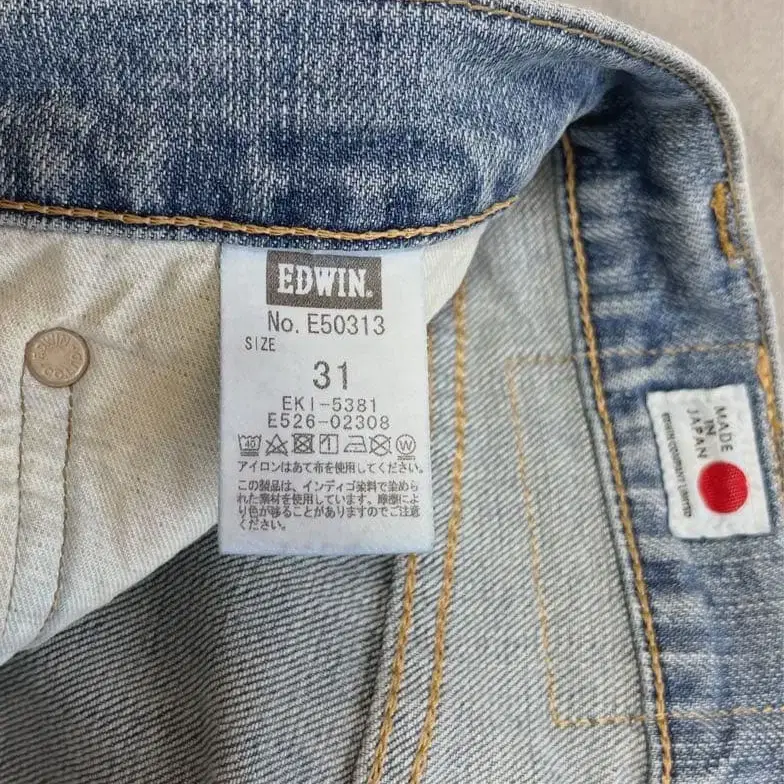 EDWIN.
No. E50313
SIZE
31
EKI-5381
E526-02308
アイロンはあて布を使用してください。
この製品は、インディゴ染料で染めら
れた素材を使用しています。摩擦によ
り色が移ることがありますのでご注意
ください。
MADE
IN
JAPAN
EDWIN COMPANY LIMITED